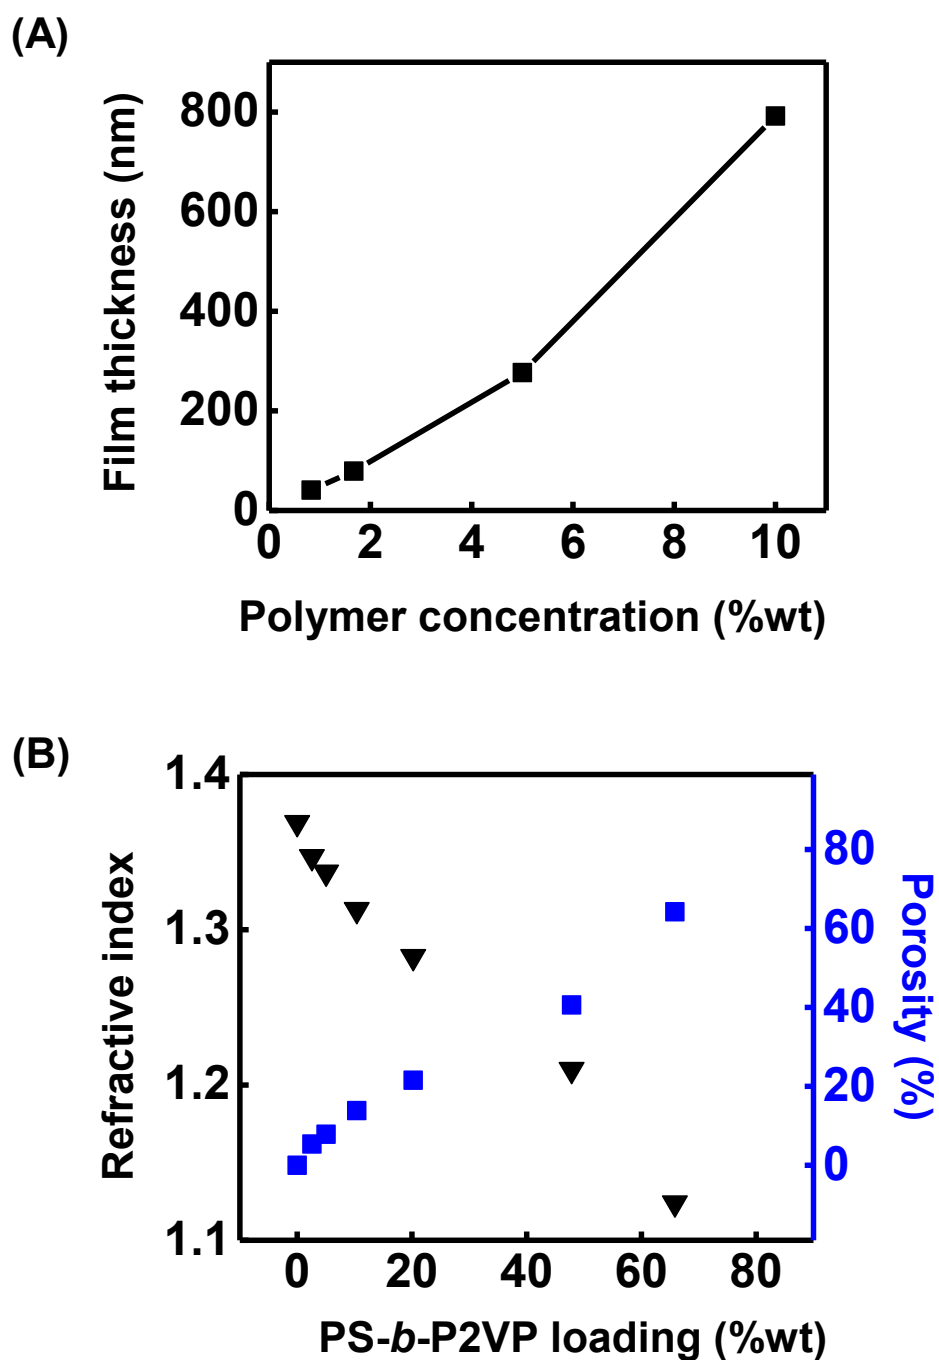 (A)
800
600
400
200
0
0 2 4 6 8 10
Film thickness (nm)
Polymer concentration (%wt)
(B)
1.4
1.3
1.2
1.1
Refractive index
80
60
40
20
0
Porosity (%)
0 20 40 60 80
PS-b-P2VP loading (%wt)